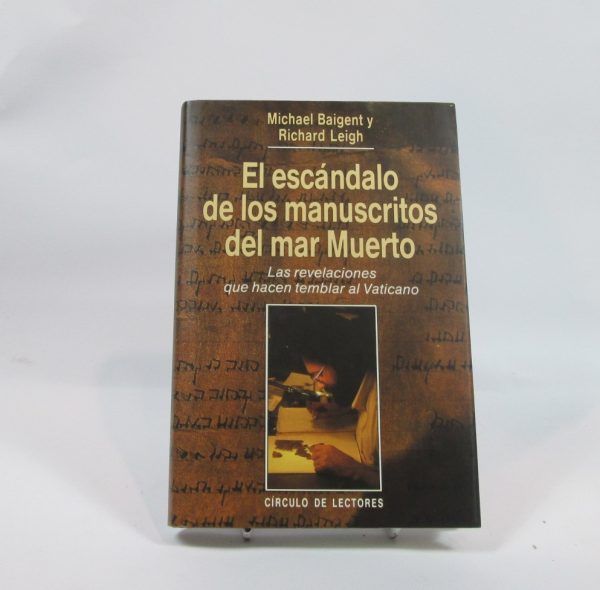 Michael Baigent y
Richard Leigh
El escándalo
de los manuscritos
del mar Muerto
Las revelaciones
que hacen temblar al Vaticano
CÍRCULO DE LECTORES